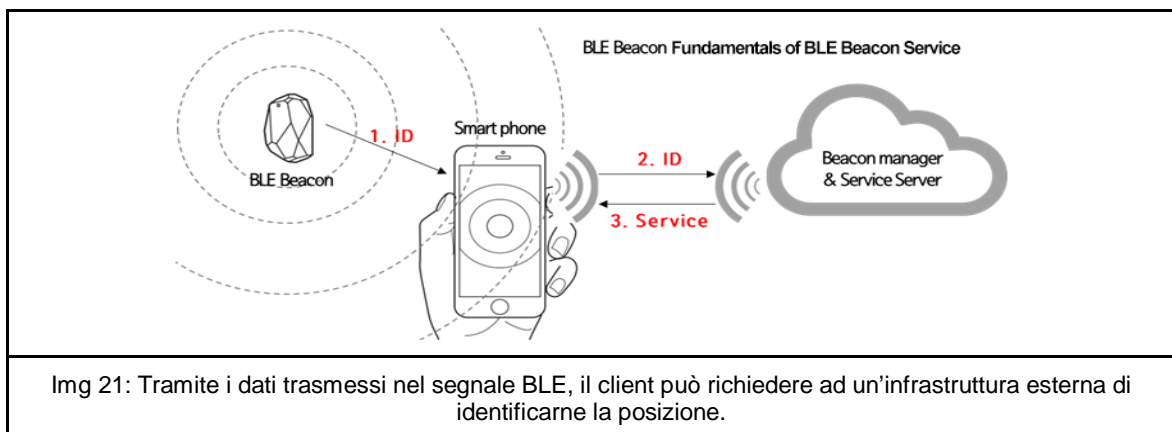 BLE Beacon Fundamentals of BLE Beacon Service
1. ID
Smart phone
BLE Beacon
2. ID
3. Service
Beacon manager
& Service Server
Img 21: Tramite i dati trasmessi nel segnale BLE, il client può richiedere ad un'infrastruttura esterna di
identificarne la posizione.